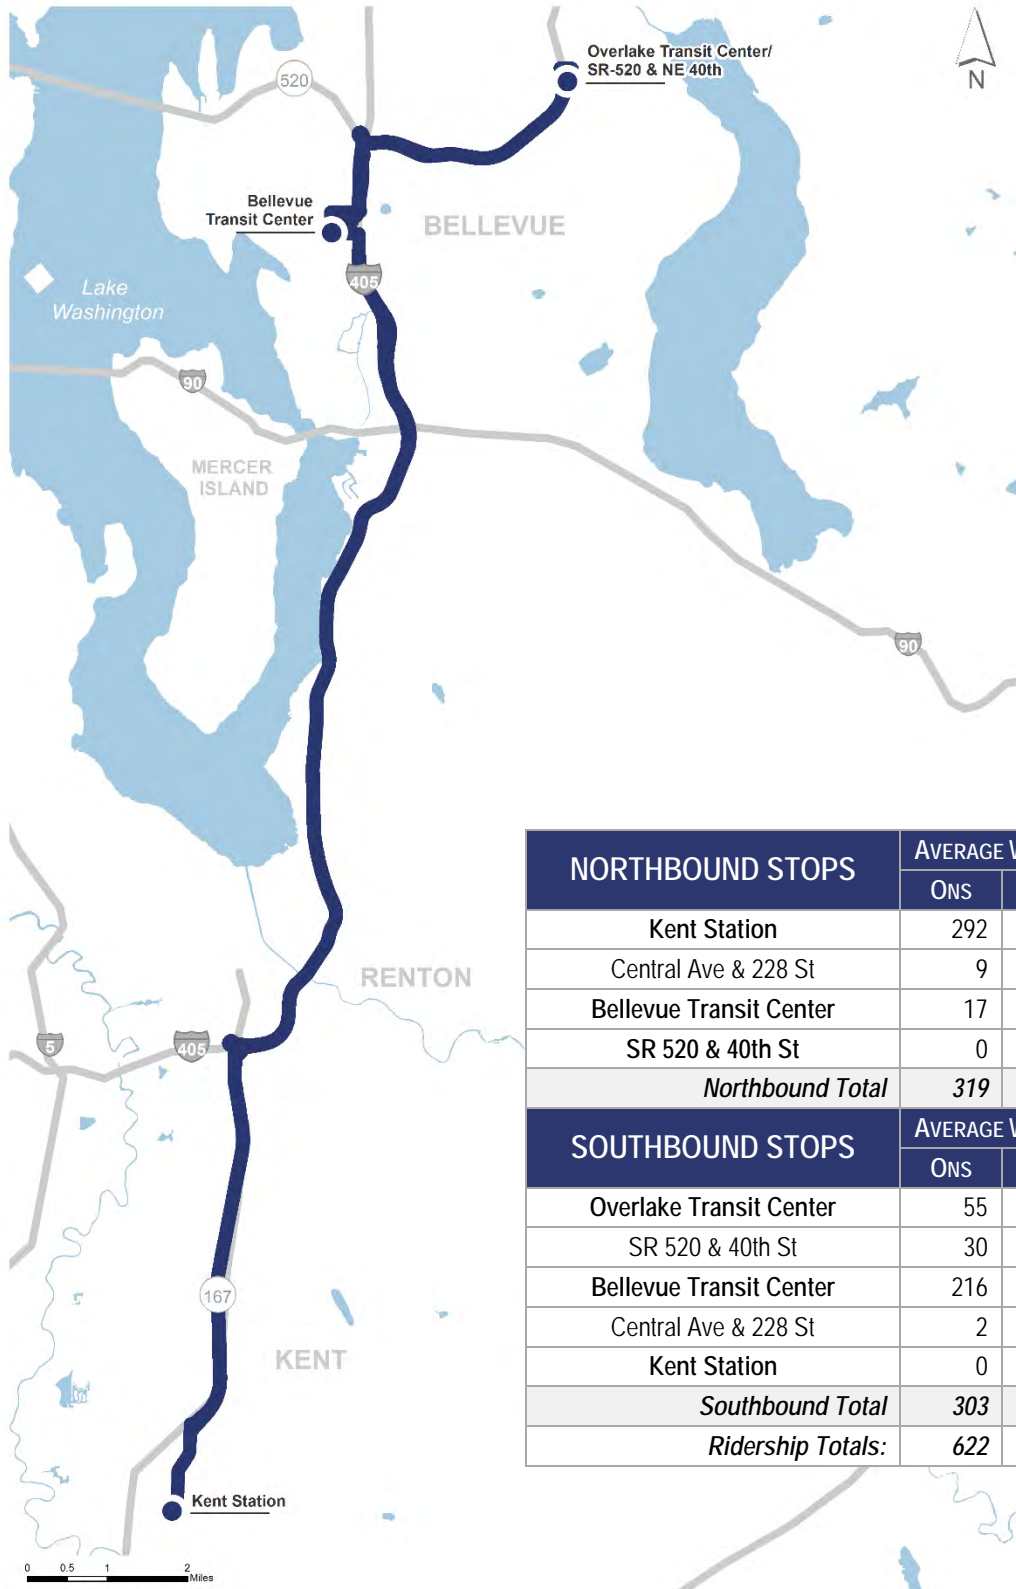 Overlake Transit Center/
SR-520 & NE 40th
N
520
Bellevue
Transit Center
BELLEVUE
405
Lake
Washington
90
MERCER
ISLAND
90
RENTON
5
405
167
KENT
Kent Station
0 0.5 1 2
Miles
NORTHBOUND STOPS AVERAGE
ONS
Kent Station 292
Central Ave & 228 St 9
Bellevue Transit Center 17
SR 520 & 40th St 0
Northbound Total 319
SOUTHBOUND STOPS AVERAGE
ONS
Overlake Transit Center 55
SR 520 & 40th St 30
Bellevue Transit Center 216
Central Ave & 228 St 2
Kent Station 0
Southbound Total 303
Ridership Totals: 622